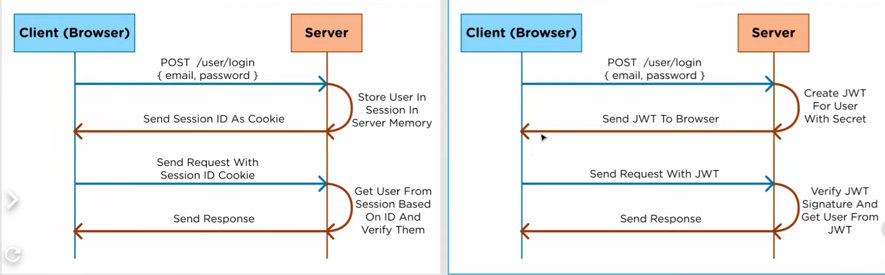 Client (Browser)
Server
POST /user/login
{ email, password }
Store User In
Session In
Server Memory
Send Session ID As Cookie
Send Request With
Session ID Cookie
Get User From
Session Based
On ID And
Verify Them
Send Response
Client (Browser)
Server
POST /user/login
{ email, password }
Create JWT
For User
With Secret
Send JWT To Browser
Send Request With JWT
Verify JWT
Signature And
Get User From
JWT
Send Response